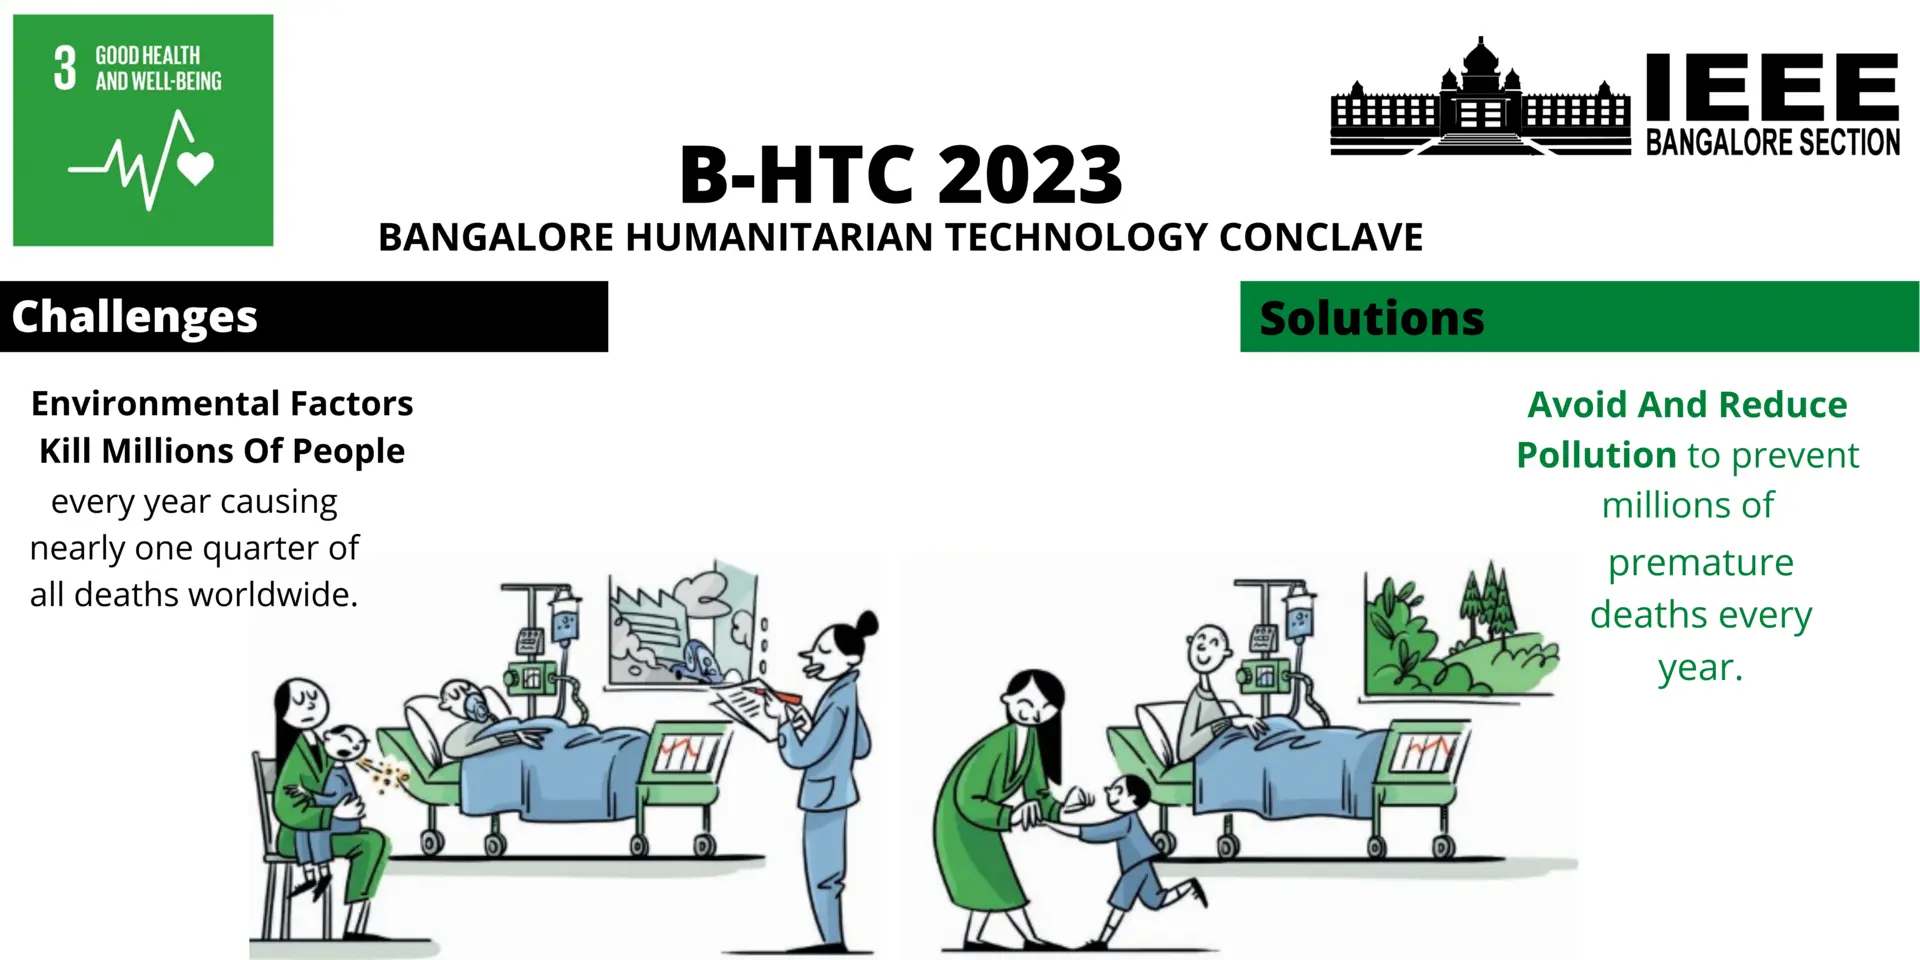 3 GOOD HEALTH
AND WELL-BEING
IEEE
BANGALORE SECTION
B-HTC 2023
BANGALORE HUMANITARIAN TECHNOLOGY CONCLAVE
Challenges
Environmental Factors
Kill Millions Of People
every year causing
nearly one quarter of
all deaths worldwide.
Solutions
Avoid And Reduce
Pollution to prevent
millions of
premature
deaths every
year.